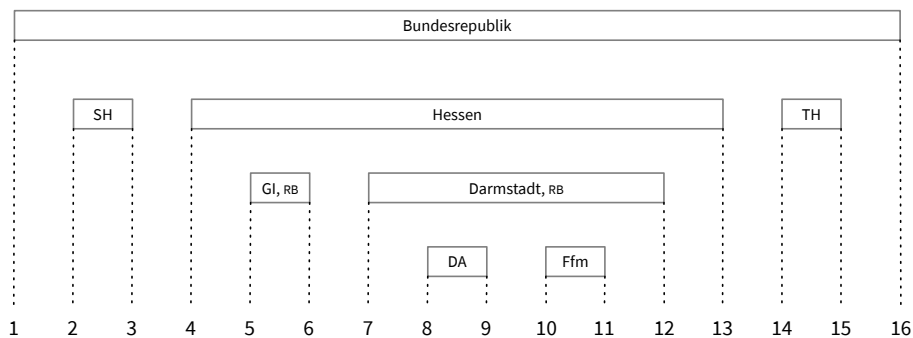 Bundesrepublik
SH Hessen TH
GI, RB Darmstadt, RB
DA Ffm
1 2 3 4 5 6 7 8 9 10 11 12 13 14 15 16